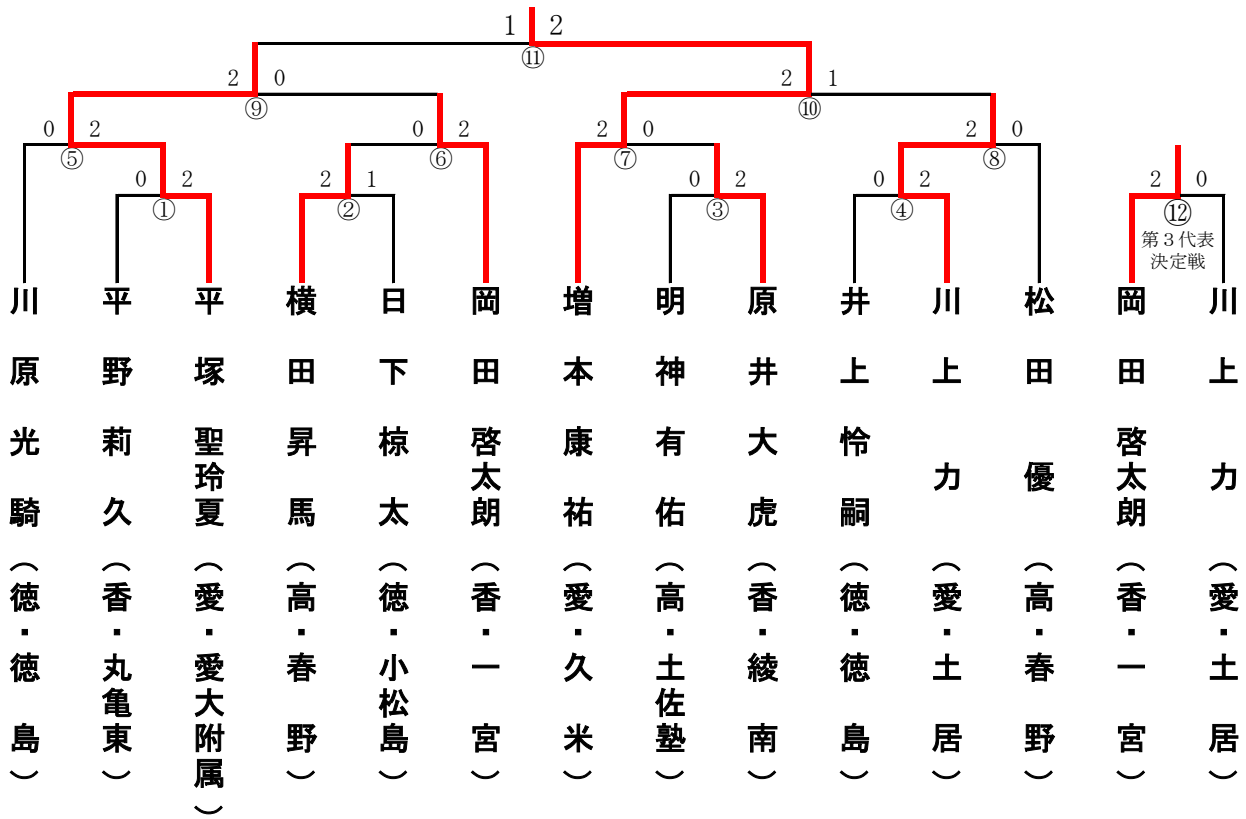 1 2
⑪
2 0
⑨
2 1
⑩
0 2
⑤
0 2
⑥
2 0
⑦
2 0
⑧
0 2
①
2 1
②
0 2
③
0 2
④
2 0
⑫
第3代表
決定戦
川原光騎（徳・徳島）
平野莉久（香・丸亀東）
平塚聖玲夏（愛・愛大附属）
横田昇馬（高・春野）
日下椋太（徳・小松島）
岡田啓太朗（香・一宮）
増本康祐（愛・久米）
明神有佑（高・土佐塾）
原井大虎（香・綾南）
井上怜嗣（徳・徳島）
川上力（愛・土居）
松田優（高・春野）
岡田啓太朗（香・一宮）
川上力（愛・土居）